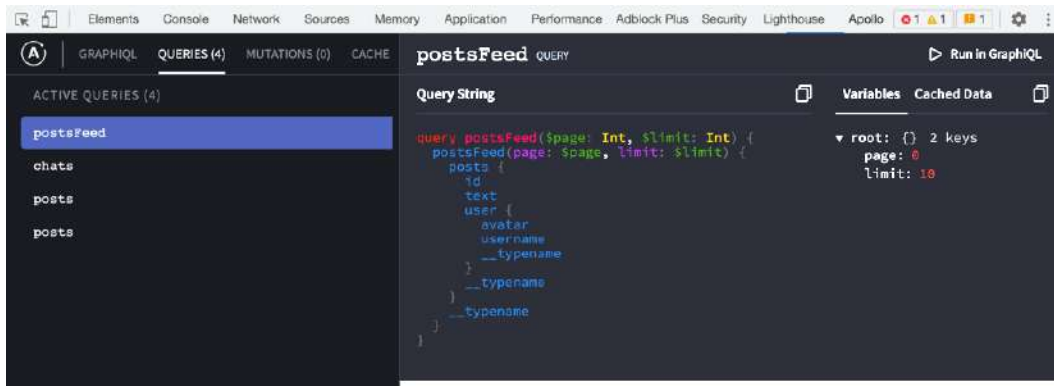 Elements Console Network Sources Memory Application Performance Adblock Plus Security Lighthouse Apollo 1 1 1
A GRAPHIQL QUERIES (4) MUTATIONS (0) CACHE
postsFeed QUERY Run in GraphiQL
ACTIVE QUERIES (4)
postsFeed
chats
posts
posts
Query String
query postsFeed($page: Int, $limit: Int) {
postsFeed(page: $page, limit: $limit) {
posts {
id
text
user {
avatar
username
__typename
}
__typename
}
__typename
}
}
Variables Cached Data
root: {} 2 keys
page: 0
limit: 10